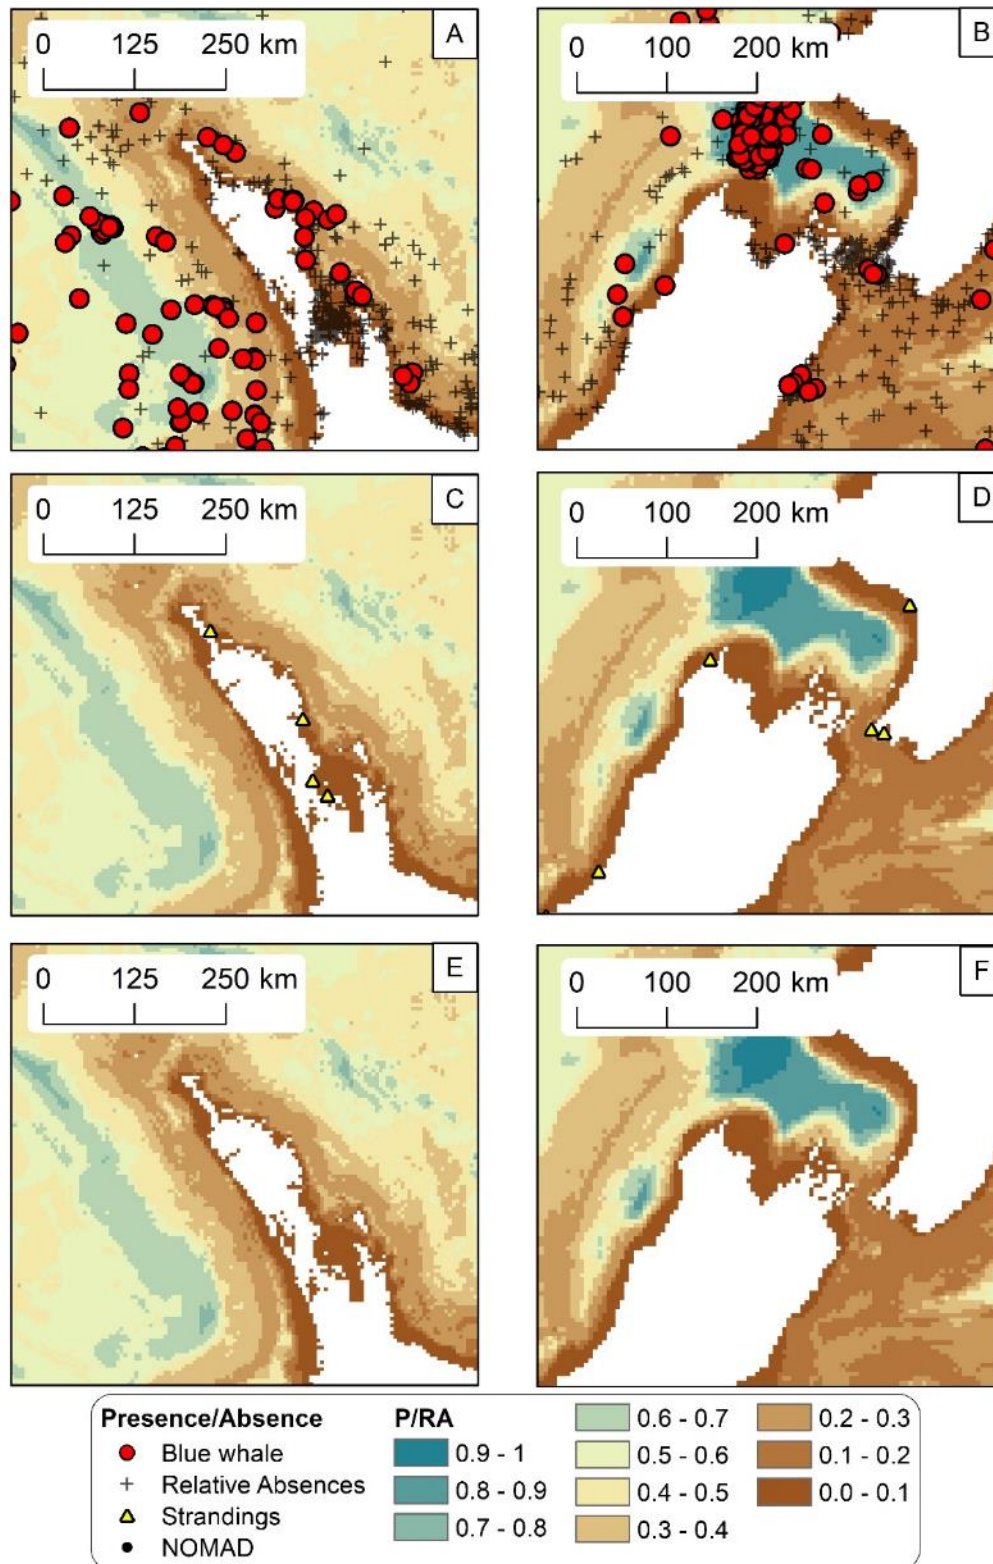 A
0 125 250 km
B
0 100 200 km
C
0 125 250 km
D
0 100 200 km
E
0 125 250 km
F
0 100 200 km
Presence/Absence
Blue whale
Relative Absences
Strandings
NOMAD
P/RA
0.9 - 1
0.8 - 0.9
0.7 - 0.8
0.6 - 0.7
0.5 - 0.6
0.4 - 0.5
0.3 - 0.4
0.2 - 0.3
0.1 - 0.2
0.0 - 0.1